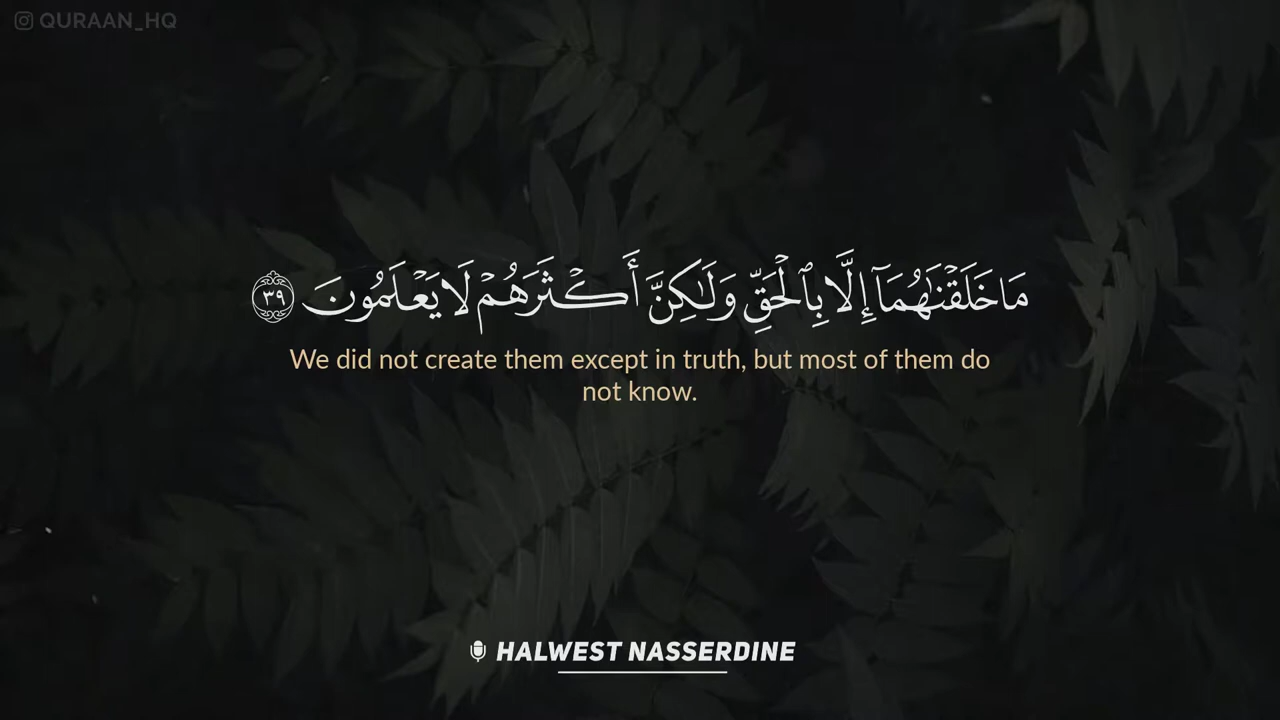 QURAAN_HQ
مَا خَلَقْنَٰهُمَآ إِلَّا بِٱلْحَقِّ وَلَٰكِنَّ أَكْثَرَهُمْ لَا يَعْلَمُونَ ٣٩
We did not create them except in truth, but most of them do
not know.
HALWEST NASSERDINE